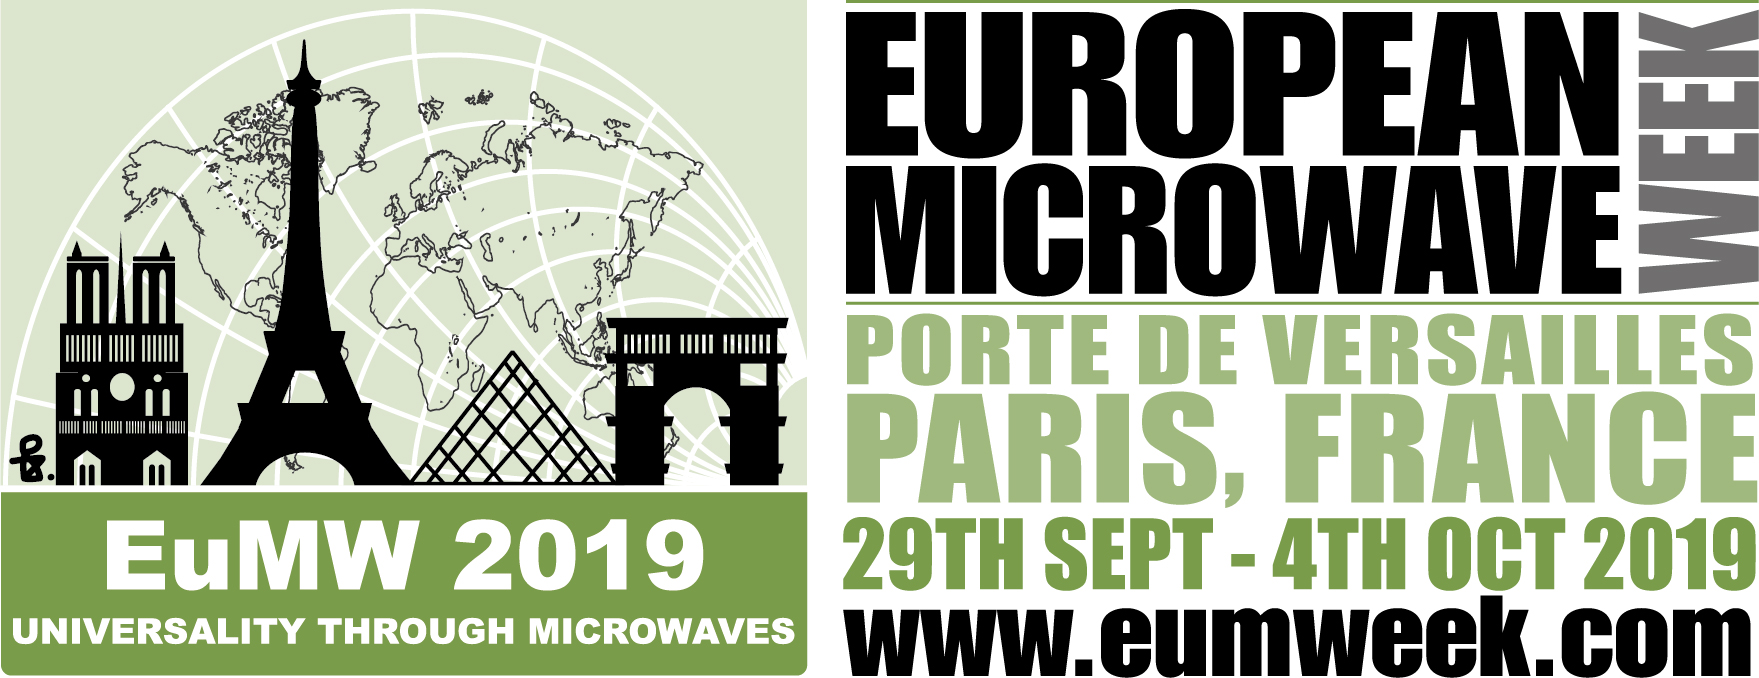 EuMW 2019
UNIVERSALITY THROUGH MICROWAVES
EUROPEAN
MICROWAVE
WEEK
PORTE DE VERSAILLES
PARIS, FRANCE
29TH SEPT - 4TH OCT 2019
www.eumweek.com